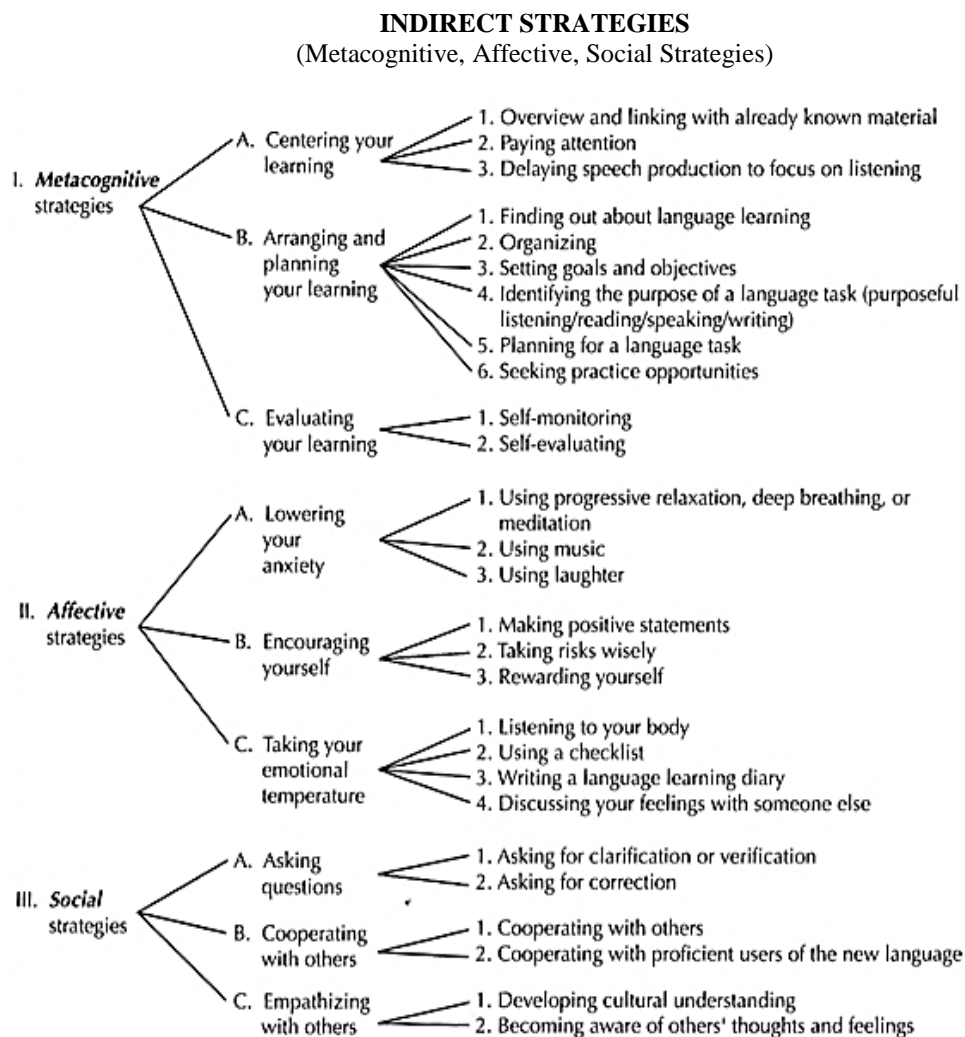 INDIRECT STRATEGIES
(Metacognitive, Affective, Social Strategies)
I. Metacognitive
strategies
A. Centering your
learning
1. Overview and linking with already known material
2. Paying attention
3. Delaying speech production to focus on listening
B. Arranging and
planning
your learning
1. Finding out about language learning
2. Organizing
3. Setting goals and objectives
4. Identifying the purpose of a language task (purposeful
listening/reading/speaking/writing)
5. Planning for a language task
6. Seeking practice opportunities
C. Evaluating
your learning
1. Self-monitoring
2. Self-evaluating
II. Affective
strategies
A. Lowering
your
anxiety
1. Using progressive relaxation, deep breathing, or
meditation
2. Using music
3. Using laughter
B. Encouraging
yourself
1. Making positive statements
2. Taking risks wisely
3. Rewarding yourself
C. Taking your
emotional
temperature
1. Listening to your body
2. Using a checklist
3. Writing a language learning diary
4. Discussing your feelings with someone else
III. Social
strategies
A. Asking
questions
1. Asking for clarification or verification
2. Asking for correction
B. Cooperating
with others
1. Cooperating with others
2. Cooperating with proficient users of the new language
C. Empathizing
with others
1. Developing cultural understanding
2. Becoming aware of others' thoughts and feelings